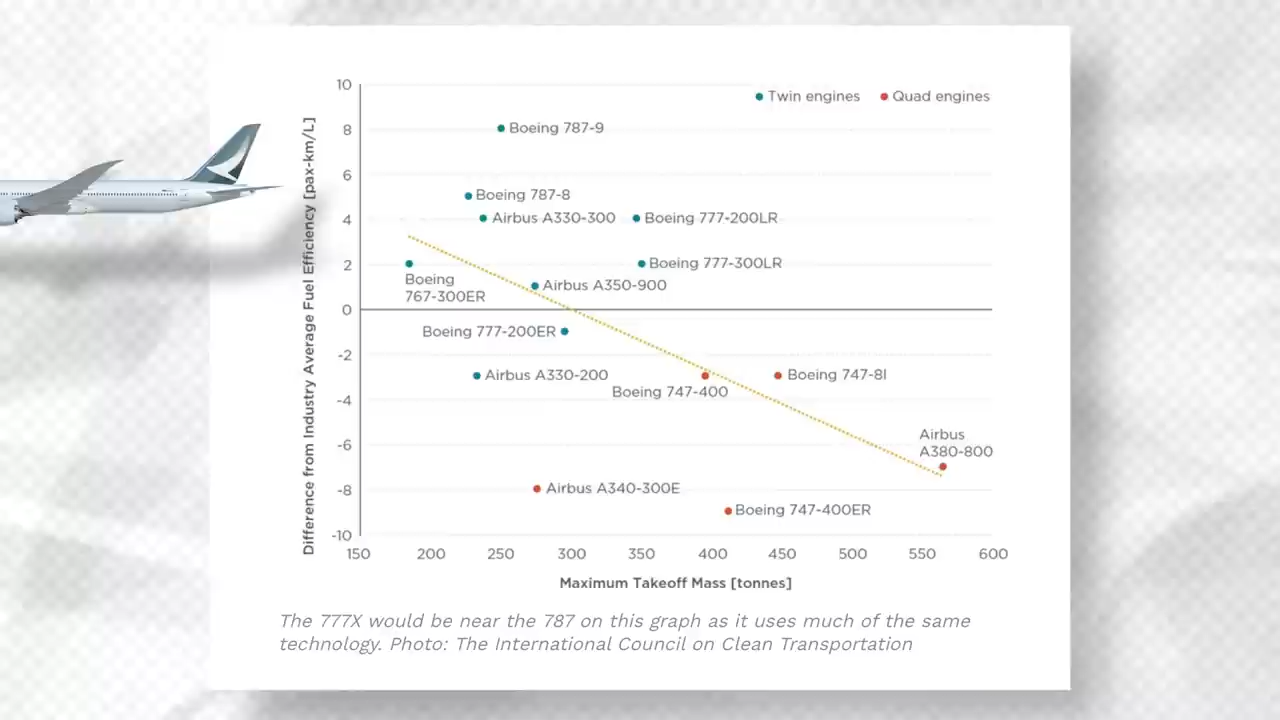 10
8
6
4
2
0
-2
-4
-6
-8
-10
Difference from Industry Average Fuel Efficiency [pax-km/L]
Twin engines
Quad engines
Boeing 787-9
Boeing 787-8
Airbus A330-300
Boeing 777-200LR
Boeing 777-300LR
Boeing
767-300ER
Airbus A350-900
Boeing 777-200ER
Airbus A330-200
Boeing 747-400
Boeing 747-8I
Airbus
A380-800
Airbus A340-300E
Boeing 747-400ER
150 200 250 300 350 400 450 500 550 600
Maximum Takeoff Mass [tonnes]
The 777X would be near the 787 on this graph as it uses much of the same
technology. Photo: The International Council on Clean Transportation